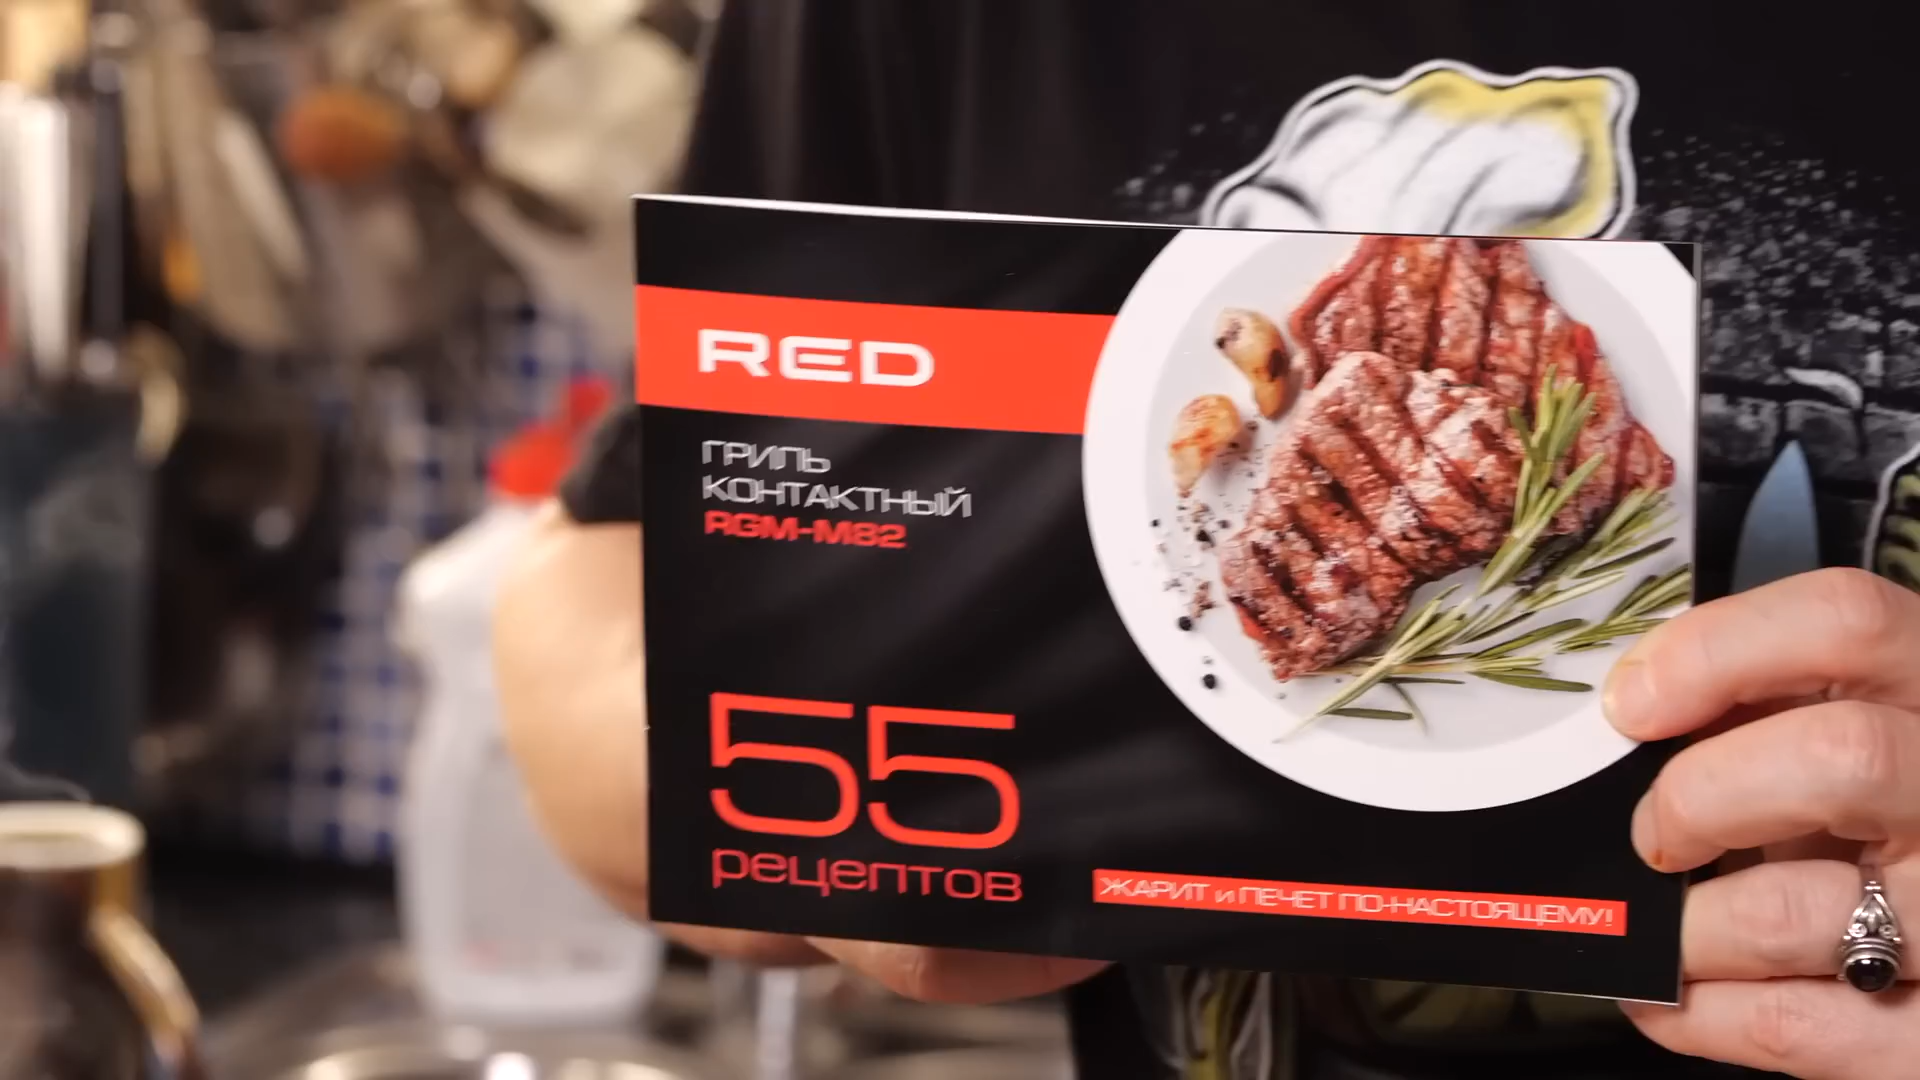 RED
ГРИЛЬ
КОНТАКТНЫЙ
RGM-M82
55
рецептов
ЖАРИТ и ПЕЧЕТ ПО-НАСТОЯЩЕМУ!